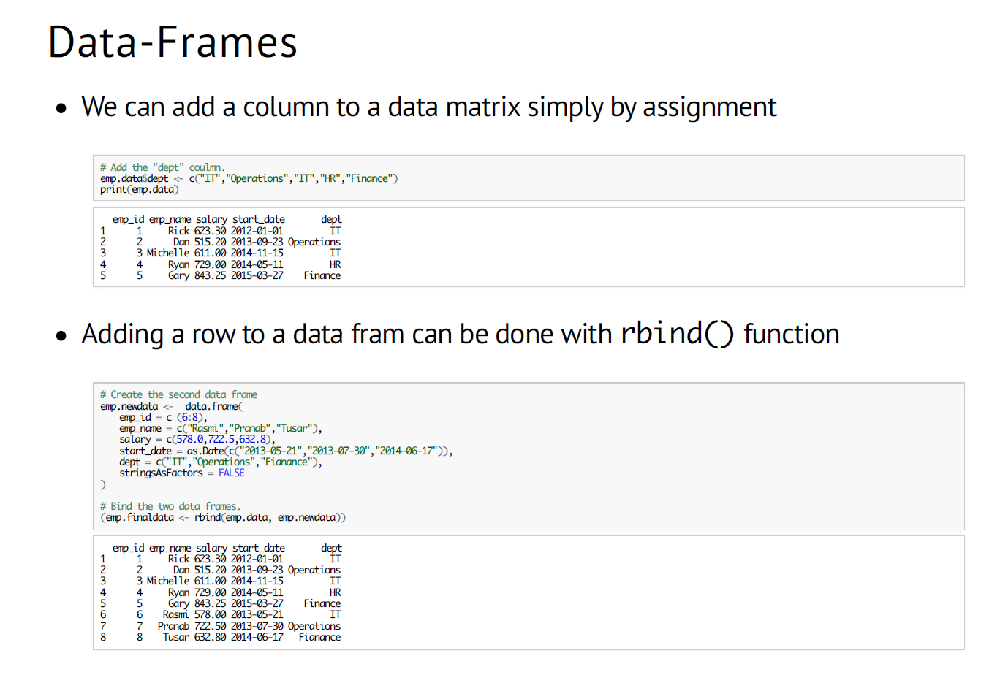 Data-Frames
• We can add a column to a data matrix simply by assignment
# Add the "dept" coulmn.
emp.data$dept <- c("IT","Operations","IT","HR","Finance")
print(emp.data)
  emp_id emp_name salary start_date       dept
1      1     Rick 623.30 2012-01-01         IT
2      2      Dan 515.20 2013-09-23 Operations
3      3 Michelle 611.00 2014-11-15         IT
4      4     Ryan 729.00 2014-05-11         HR
5      5     Gary 843.25 2015-03-27    Finance
• Adding a row to a data fram can be done with rbind() function
# Create the second data frame
emp.newdata <-  data.frame(
   emp_id = c (6:8),
   emp_name = c("Rasmi","Pranab","Tusar"),
   salary = c(578.0,722.5,632.8),
   start_date = as.Date(c("2013-05-21","2013-07-30","2014-06-17")),
   dept = c("IT","Operations","Fianance"),
   stringsAsFactors = FALSE
)
# Bind the two data frames.
(emp.finaldata <- rbind(emp.data, emp.newdata))
  emp_id emp_name salary start_date       dept
1      1     Rick 623.30 2012-01-01         IT
2      2      Dan 515.20 2013-09-23 Operations
3      3 Michelle 611.00 2014-11-15         IT
4      4     Ryan 729.00 2014-05-11         HR
5      5     Gary 843.25 2015-03-27    Finance
6      6    Rasmi 578.00 2013-05-21         IT
7      7   Pranab 722.50 2013-07-30 Operations
8      8    Tusar 632.80 2014-06-17   Fianance